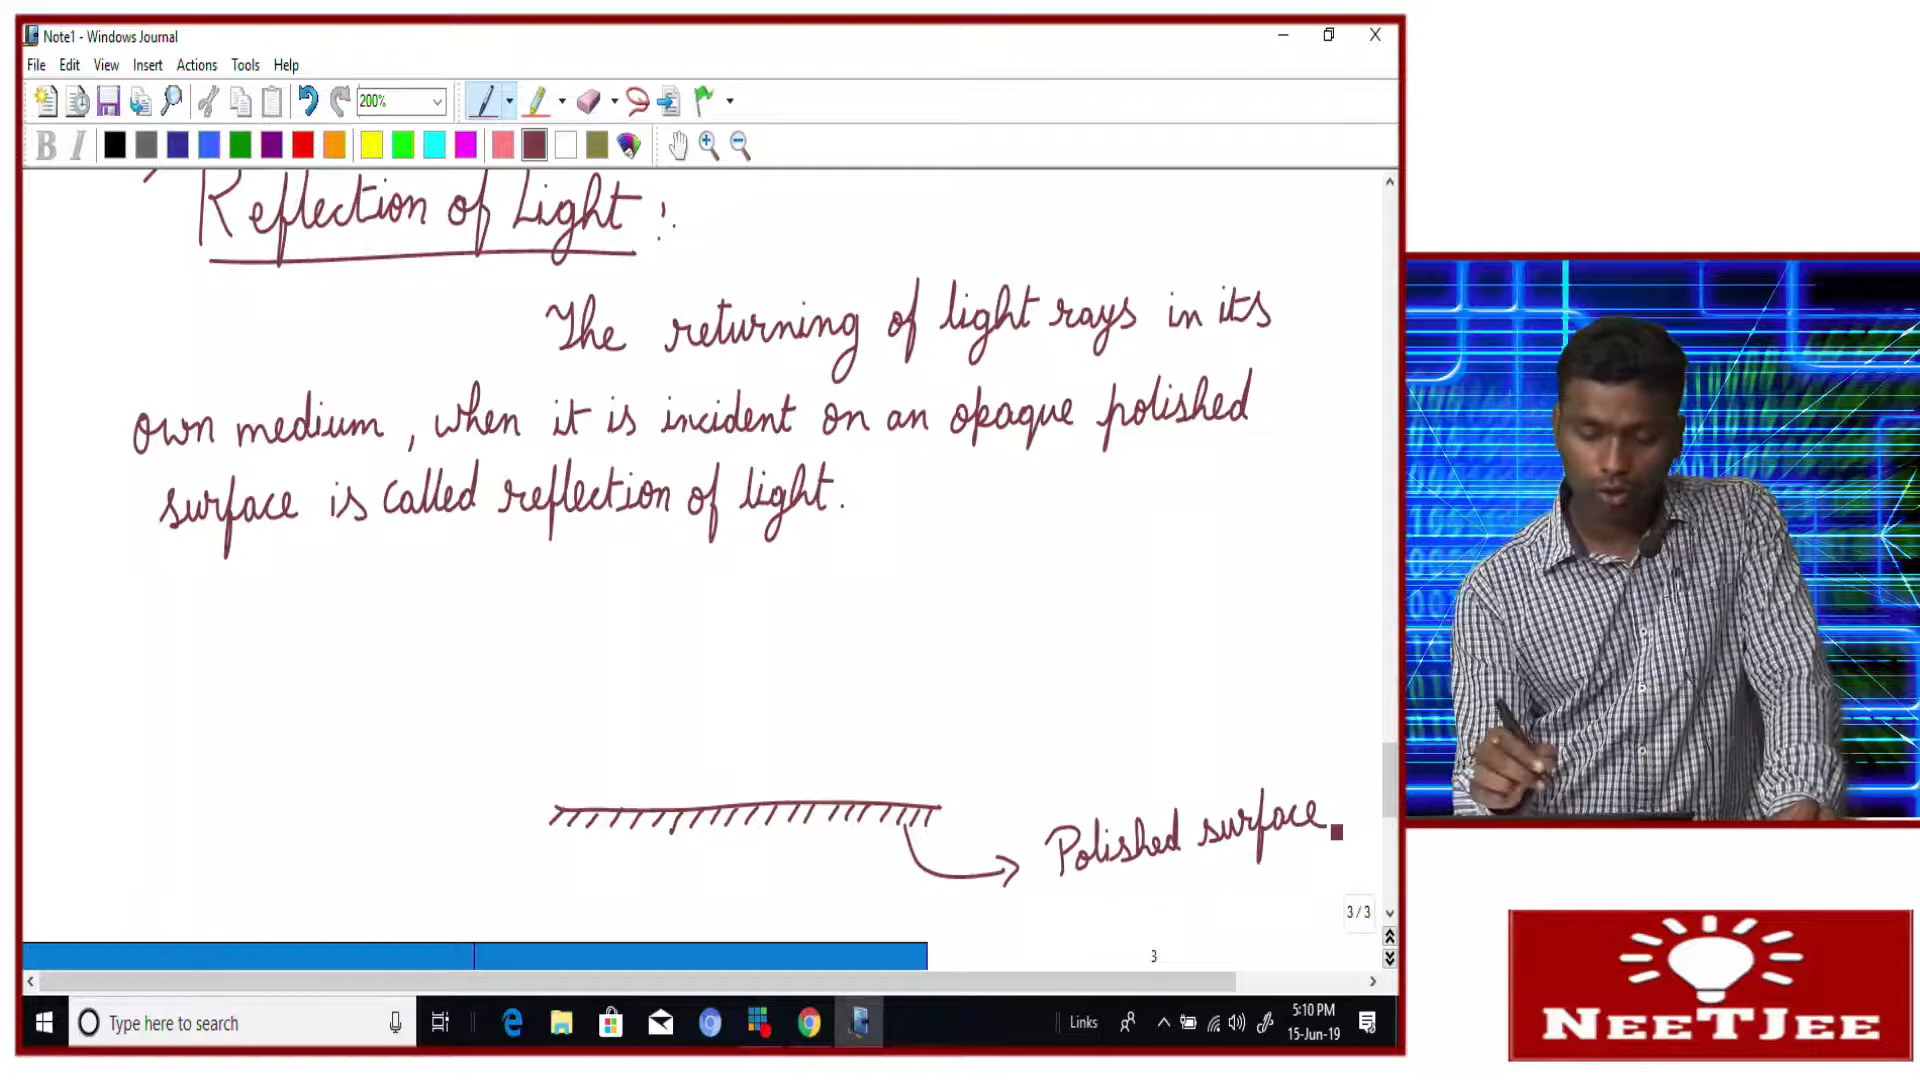 Note1 - Windows Journal
File Edit View Insert Actions Tools Help
200%
B I
Reflection of Light :.
The returning of light rays in its
own medium, when it is incident on an opaque polished
surface is called reflection of light.
Polished surface
3 / 3
3
Type here to search
Links
5:10 PM
15-Jun-19
NEETJEE